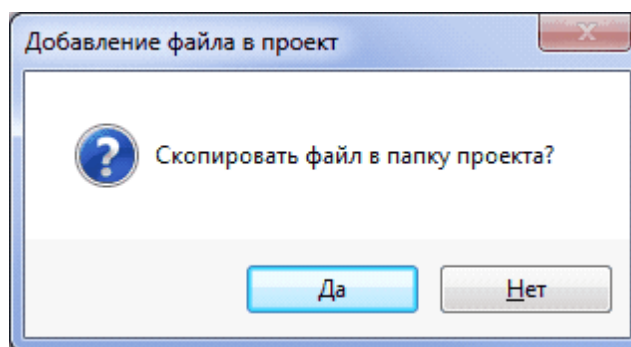 Добавление файла в проект
Скопировать файл в папку проекта?
Да
Нет